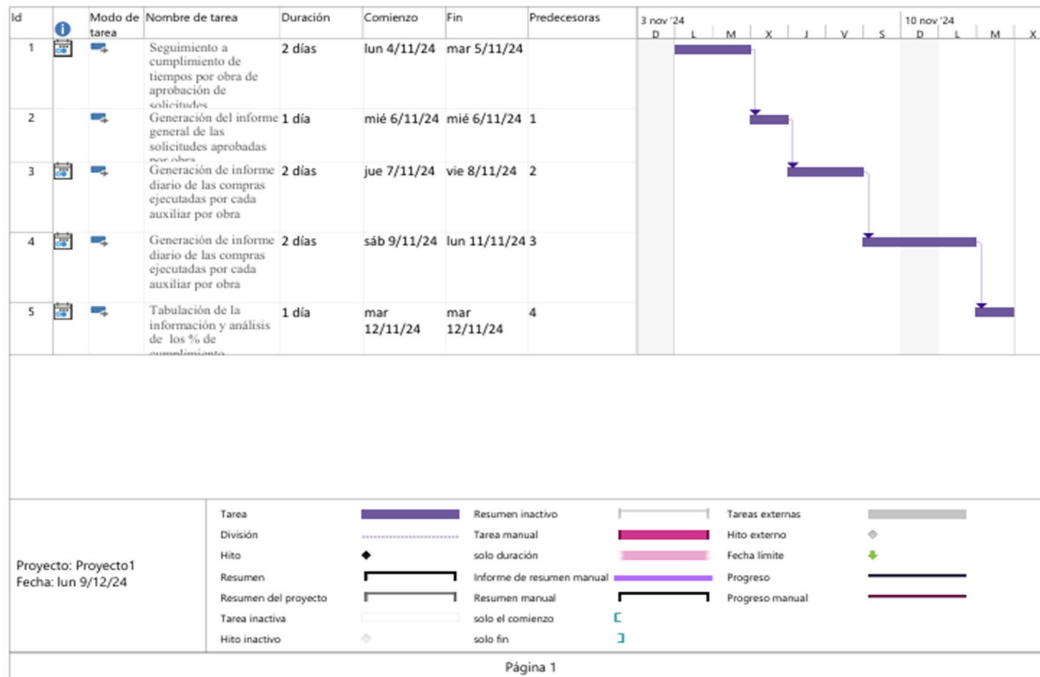 Id
Modo de tarea
Nombre de tarea
Duración
Comienzo
Fin
Predecesoras
3 nov '24
10 nov '24
D L M X J V S D L M X
1
Seguimiento a
cumplimiento de
tiempos por obra de
aprobación de
solicitudes
2 días
lun 4/11/24
mar 5/11/24
2
Generación del informe
general de las
solicitudes aprobadas
por obra
1 día
mié 6/11/24
mié 6/11/24
1
3
Generación de informe
diario de las compras
ejecutadas por cada
auxiliar por obra
2 días
jue 7/11/24
vie 8/11/24
2
4
Generación de informe
diario de las compras
ejecutadas por cada
auxiliar por obra
2 días
sáb 9/11/24
lun 11/11/24
3
5
Tabulación de la
información y análisis
de los % de
cumplimiento
1 día
mar
12/11/24
mar
12/11/24
4
Proyecto: Proyecto1
Fecha: lun 9/12/24
Tarea
División
Hito
Resumen
Resumen del proyecto
Tarea inactiva
Hito inactivo
Resumen inactivo
Tarea manual
solo duración
Informe de resumen manual
Resumen manual
solo el comienzo
solo fin
Tareas externas
Hito externo
Fecha límite
Progreso
Progreso manual
Página 1